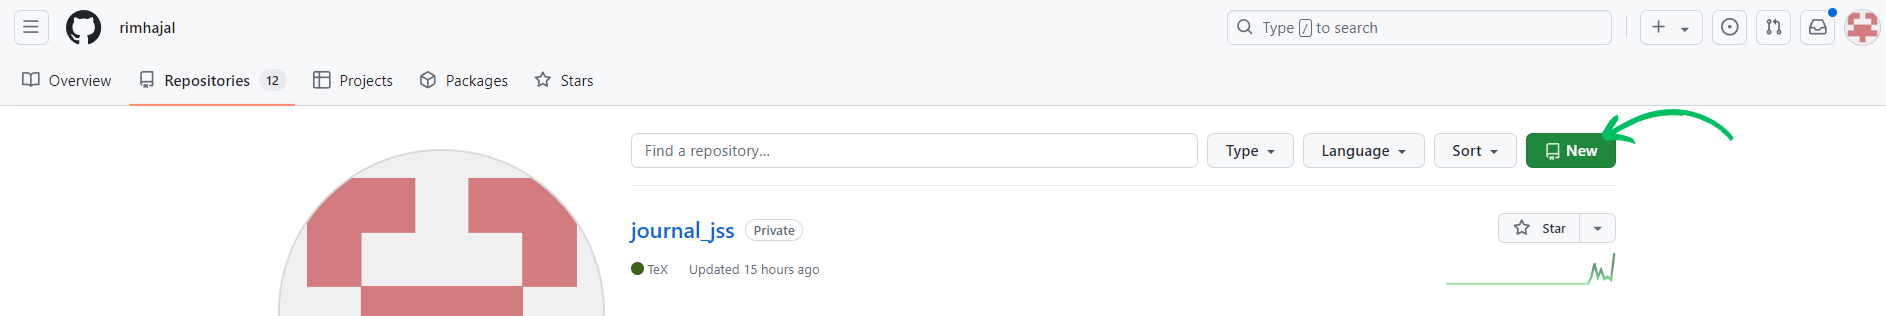 rimhajal
Type / to search
Overview
Repositories 12
Projects
Packages
Stars
Find a repository...
Type
Language
Sort
New
journal_jss Private
Star
TeX Updated 15 hours ago